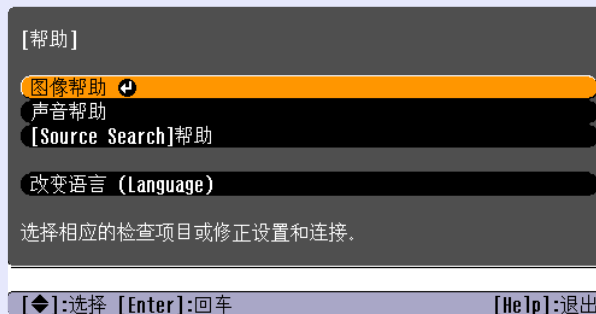 [帮助]
图像帮助
声音帮助
[Source Search]帮助
改变语言 (Language)
选择相应的检查项目或修正设置和连接.
[◆]:选择 [Enter]:回车 [Help]:退出